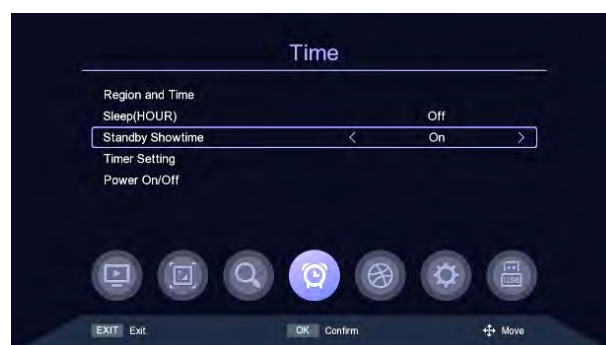 Time
Region and Time
Sleep(HOUR) Off
Standby Showtime < On >
Timer Setting
Power On/Off
USB
EXIT Exit OK Confirm Move